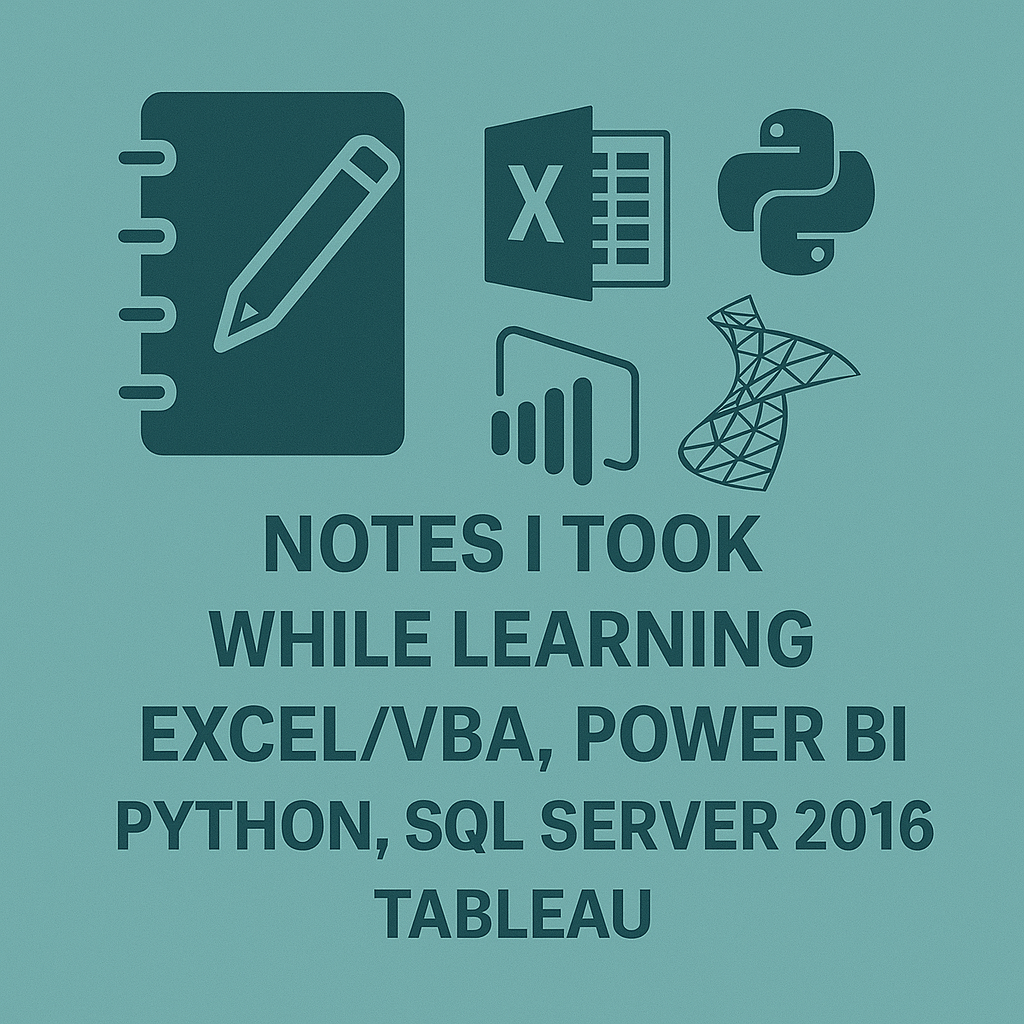 X
NOTES I TOOK
WHILE LEARNING
EXCEL/VBA, POWER BI
PYTHON, SQL SERVER 2016
TABLEAU